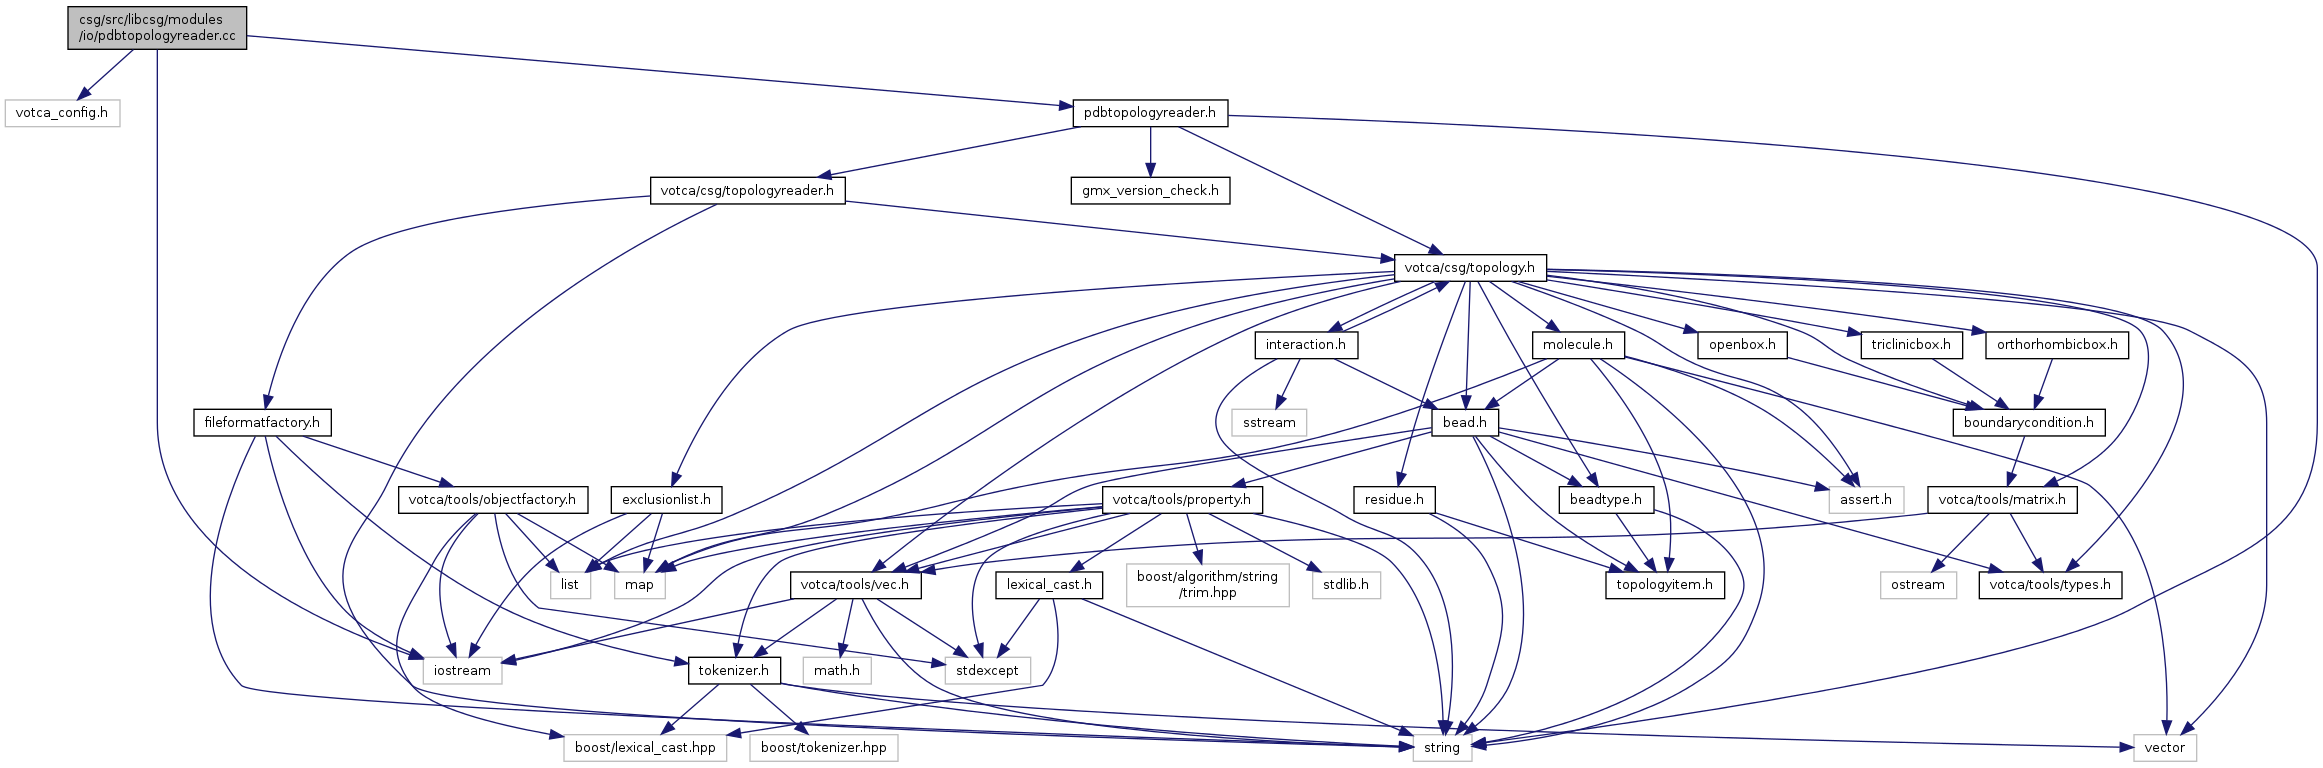 csg/src/libcsg/modules
/io/pdbtopologyreader.cc
votca_config.h
pdbtopologyreader.h
votca/csg/topologyreader.h
gmx_version_check.h
votca/csg/topology.h
interaction.h
molecule.h
openbox.h
triclinicbox.h
orthorhombicbox.h
fileformatfactory.h
sstream
bead.h
boundarycondition.h
votca/tools/objectfactory.h
exclusionlist.h
votca/tools/property.h
residue.h
beadtype.h
assert.h
votca/tools/matrix.h
list
map
votca/tools/vec.h
lexical_cast.h
boost/algorithm/string
/trim.hpp
stdlib.h
topologyitem.h
ostream
votca/tools/types.h
iostream
tokenizer.h
math.h
stdexcept
boost/lexical_cast.hpp
boost/tokenizer.hpp
string
vector